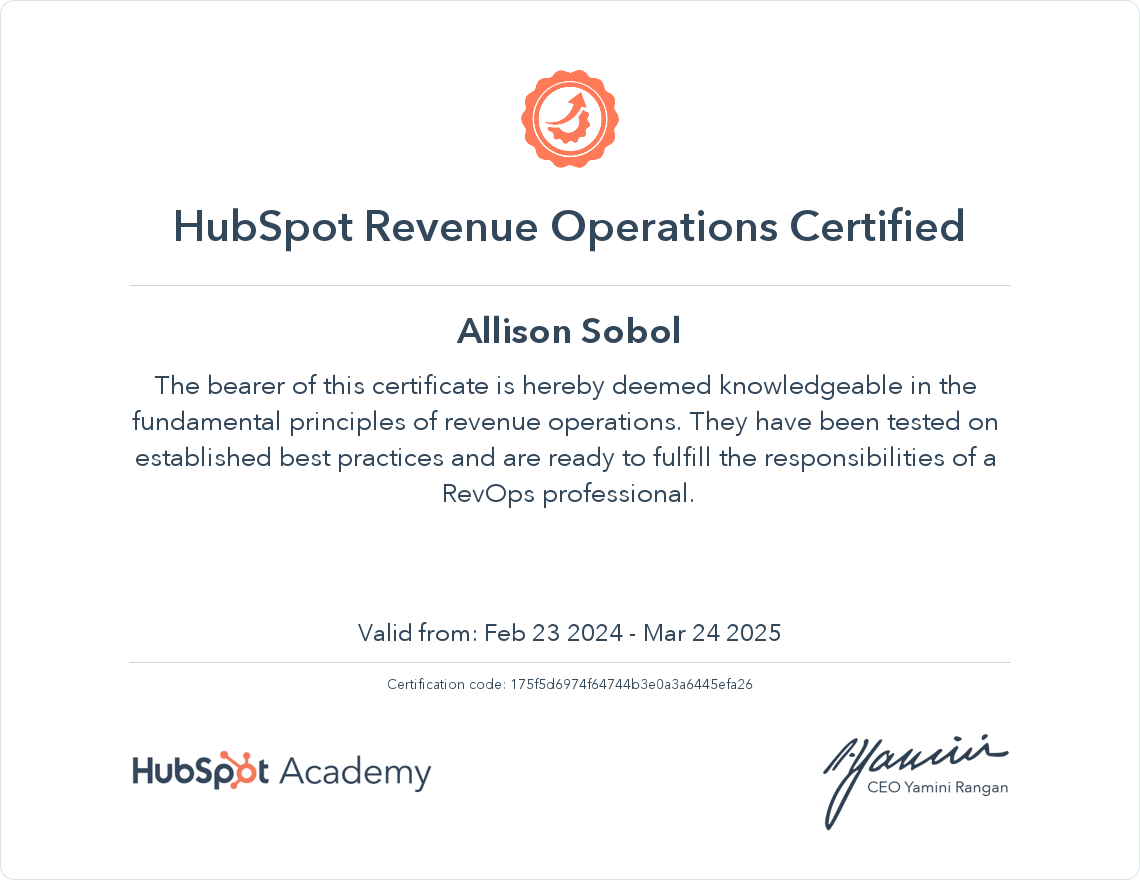 HubSpot Revenue Operations Certified
Allison Sobol
The bearer of this certificate is hereby deemed knowledgeable in the
fundamental principles of revenue operations. They have been tested on
established best practices and are ready to fulfill the responsibilities of a
RevOps professional.
Valid from: Feb 23 2024 - Mar 24 2025
Certification code: 175f5d6974f64744b3e0a3a6445efa26
HubSpot Academy
Yamini
CEO Yamini Rangan